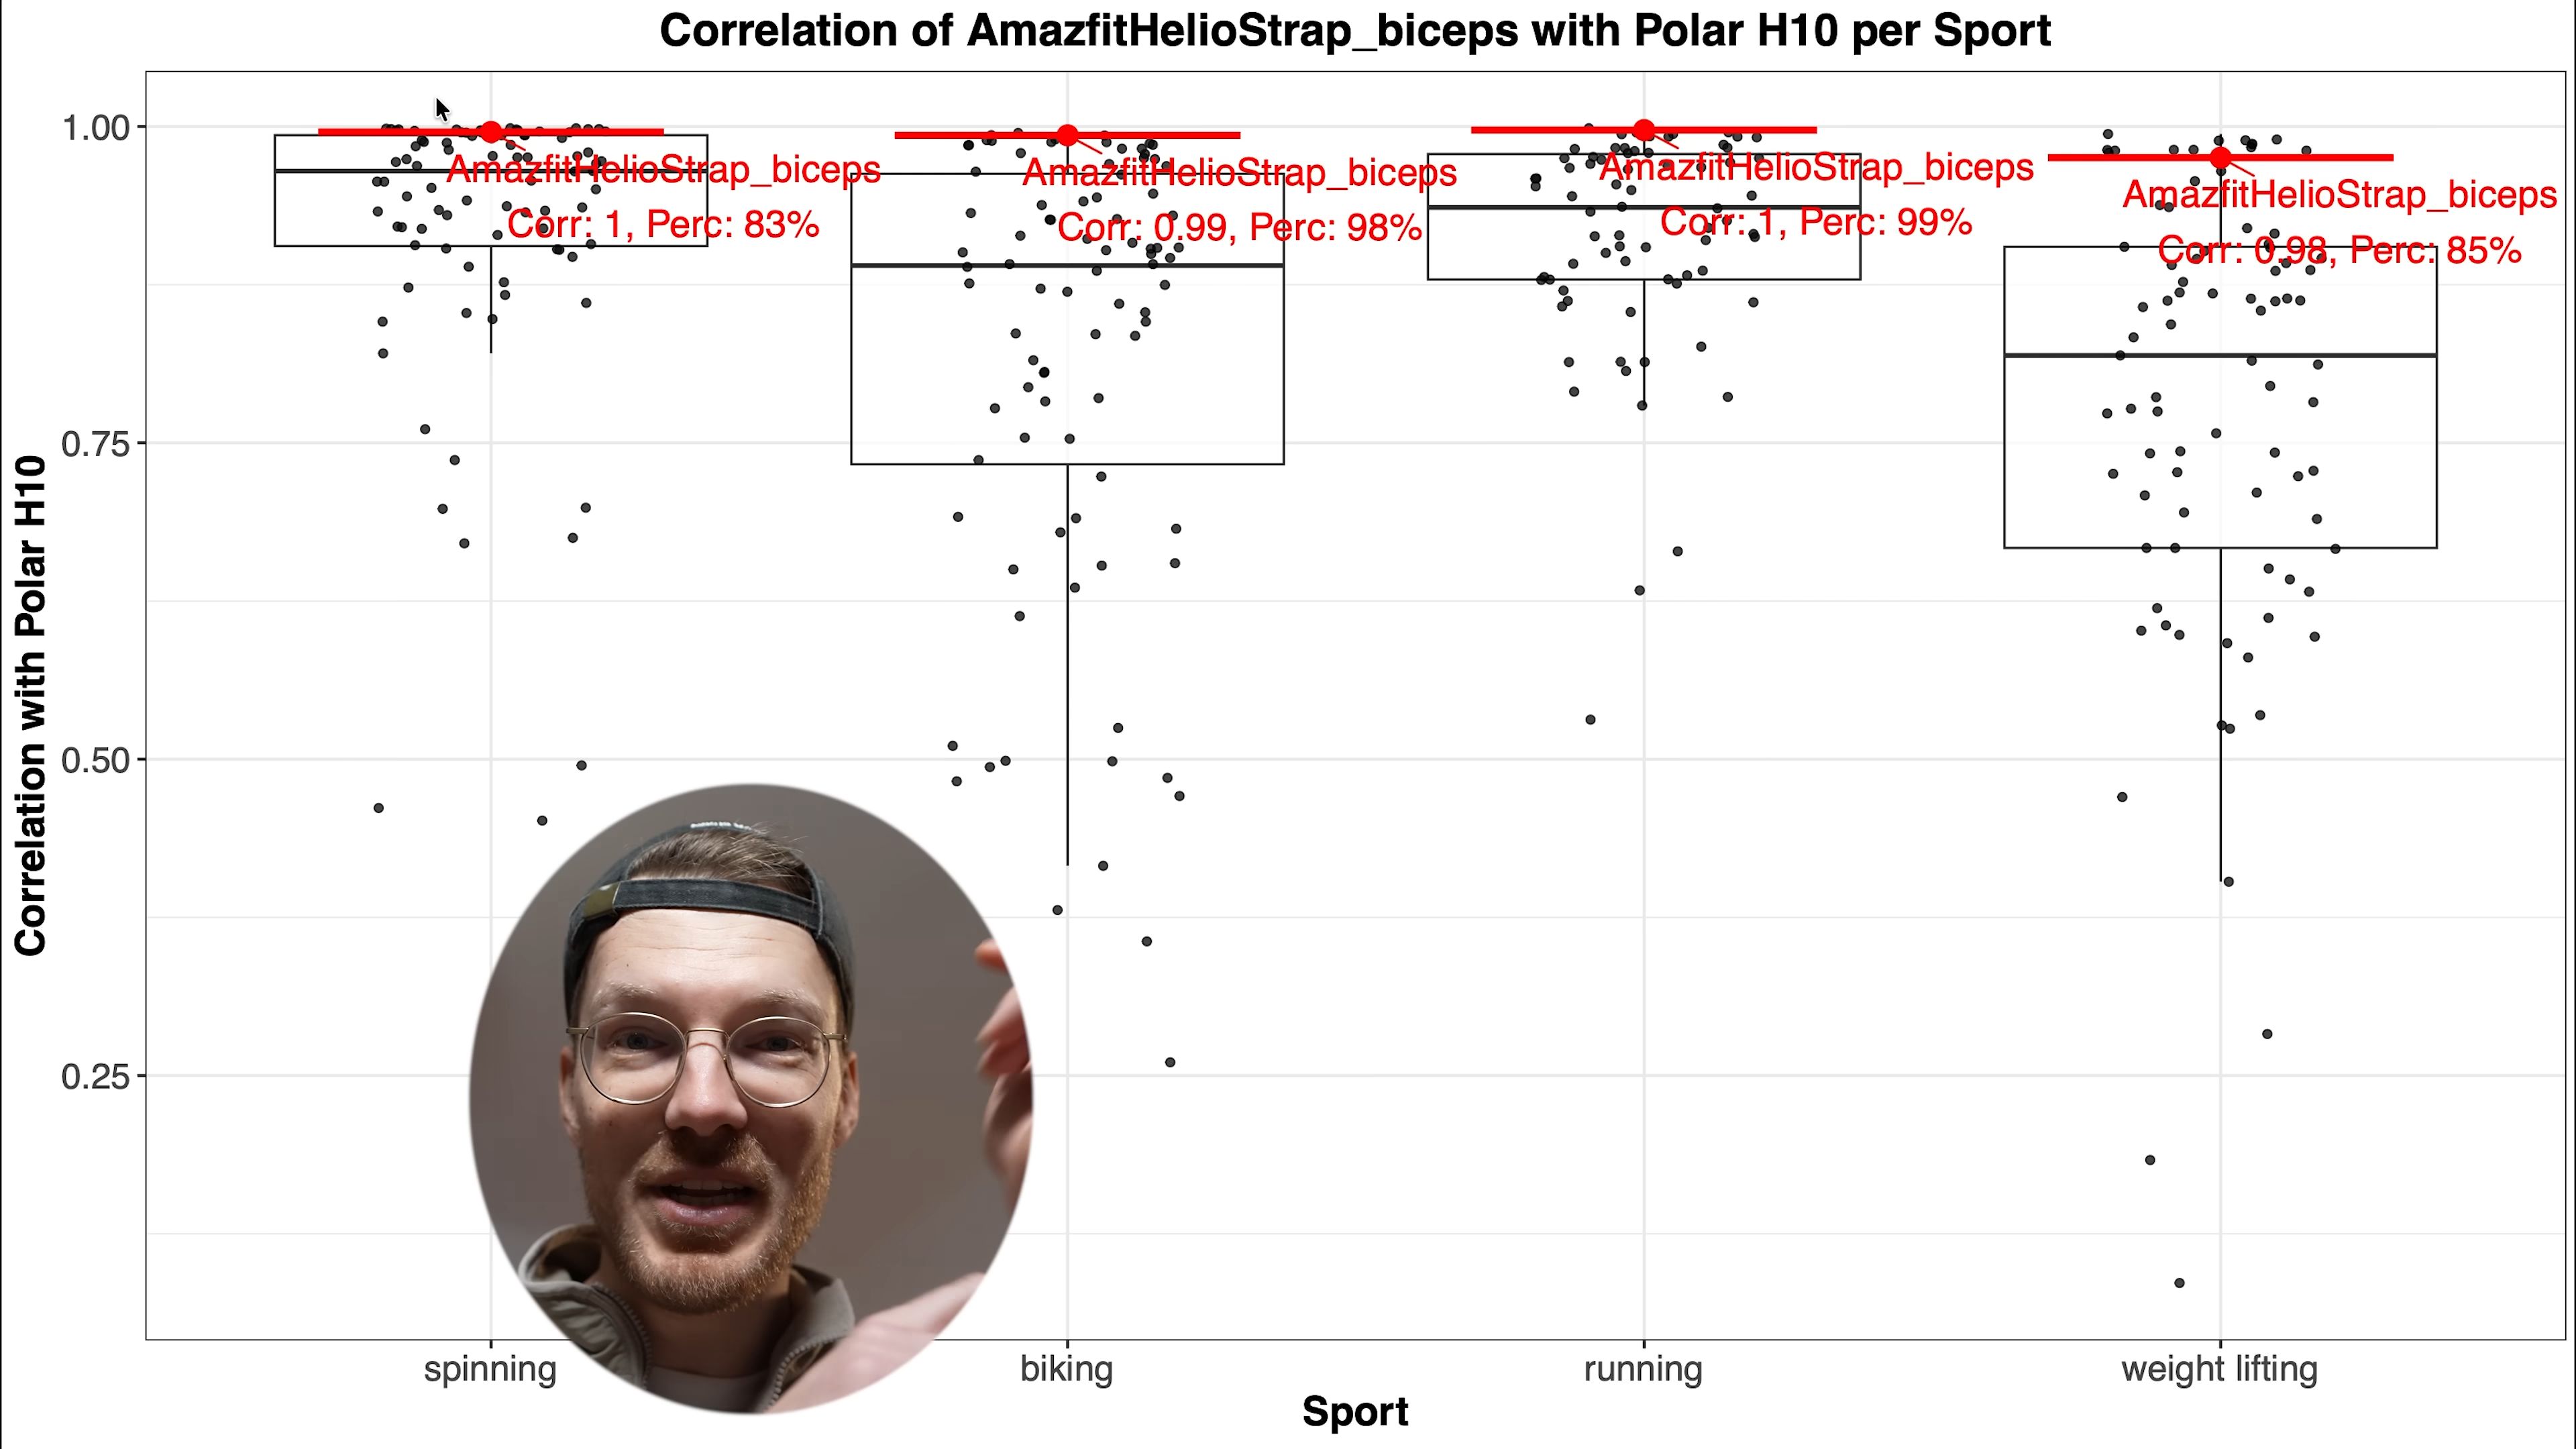 Correlation of AmazfitHelioStrap_biceps with Polar H10 per Sport
Correlation with Polar H10
1.00
0.75
0.50
0.25
AmazfitHelioStrap_biceps
Corr: 1, Perc: 83%
AmazfitHelioStrap_biceps
Corr: 0.99, Perc: 98%
AmazfitHelioStrap_biceps
Corr: 1, Perc: 99%
AmazfitHelioStrap_biceps
Corr: 0.98, Perc: 85%
spinning
biking
running
weight lifting
Sport